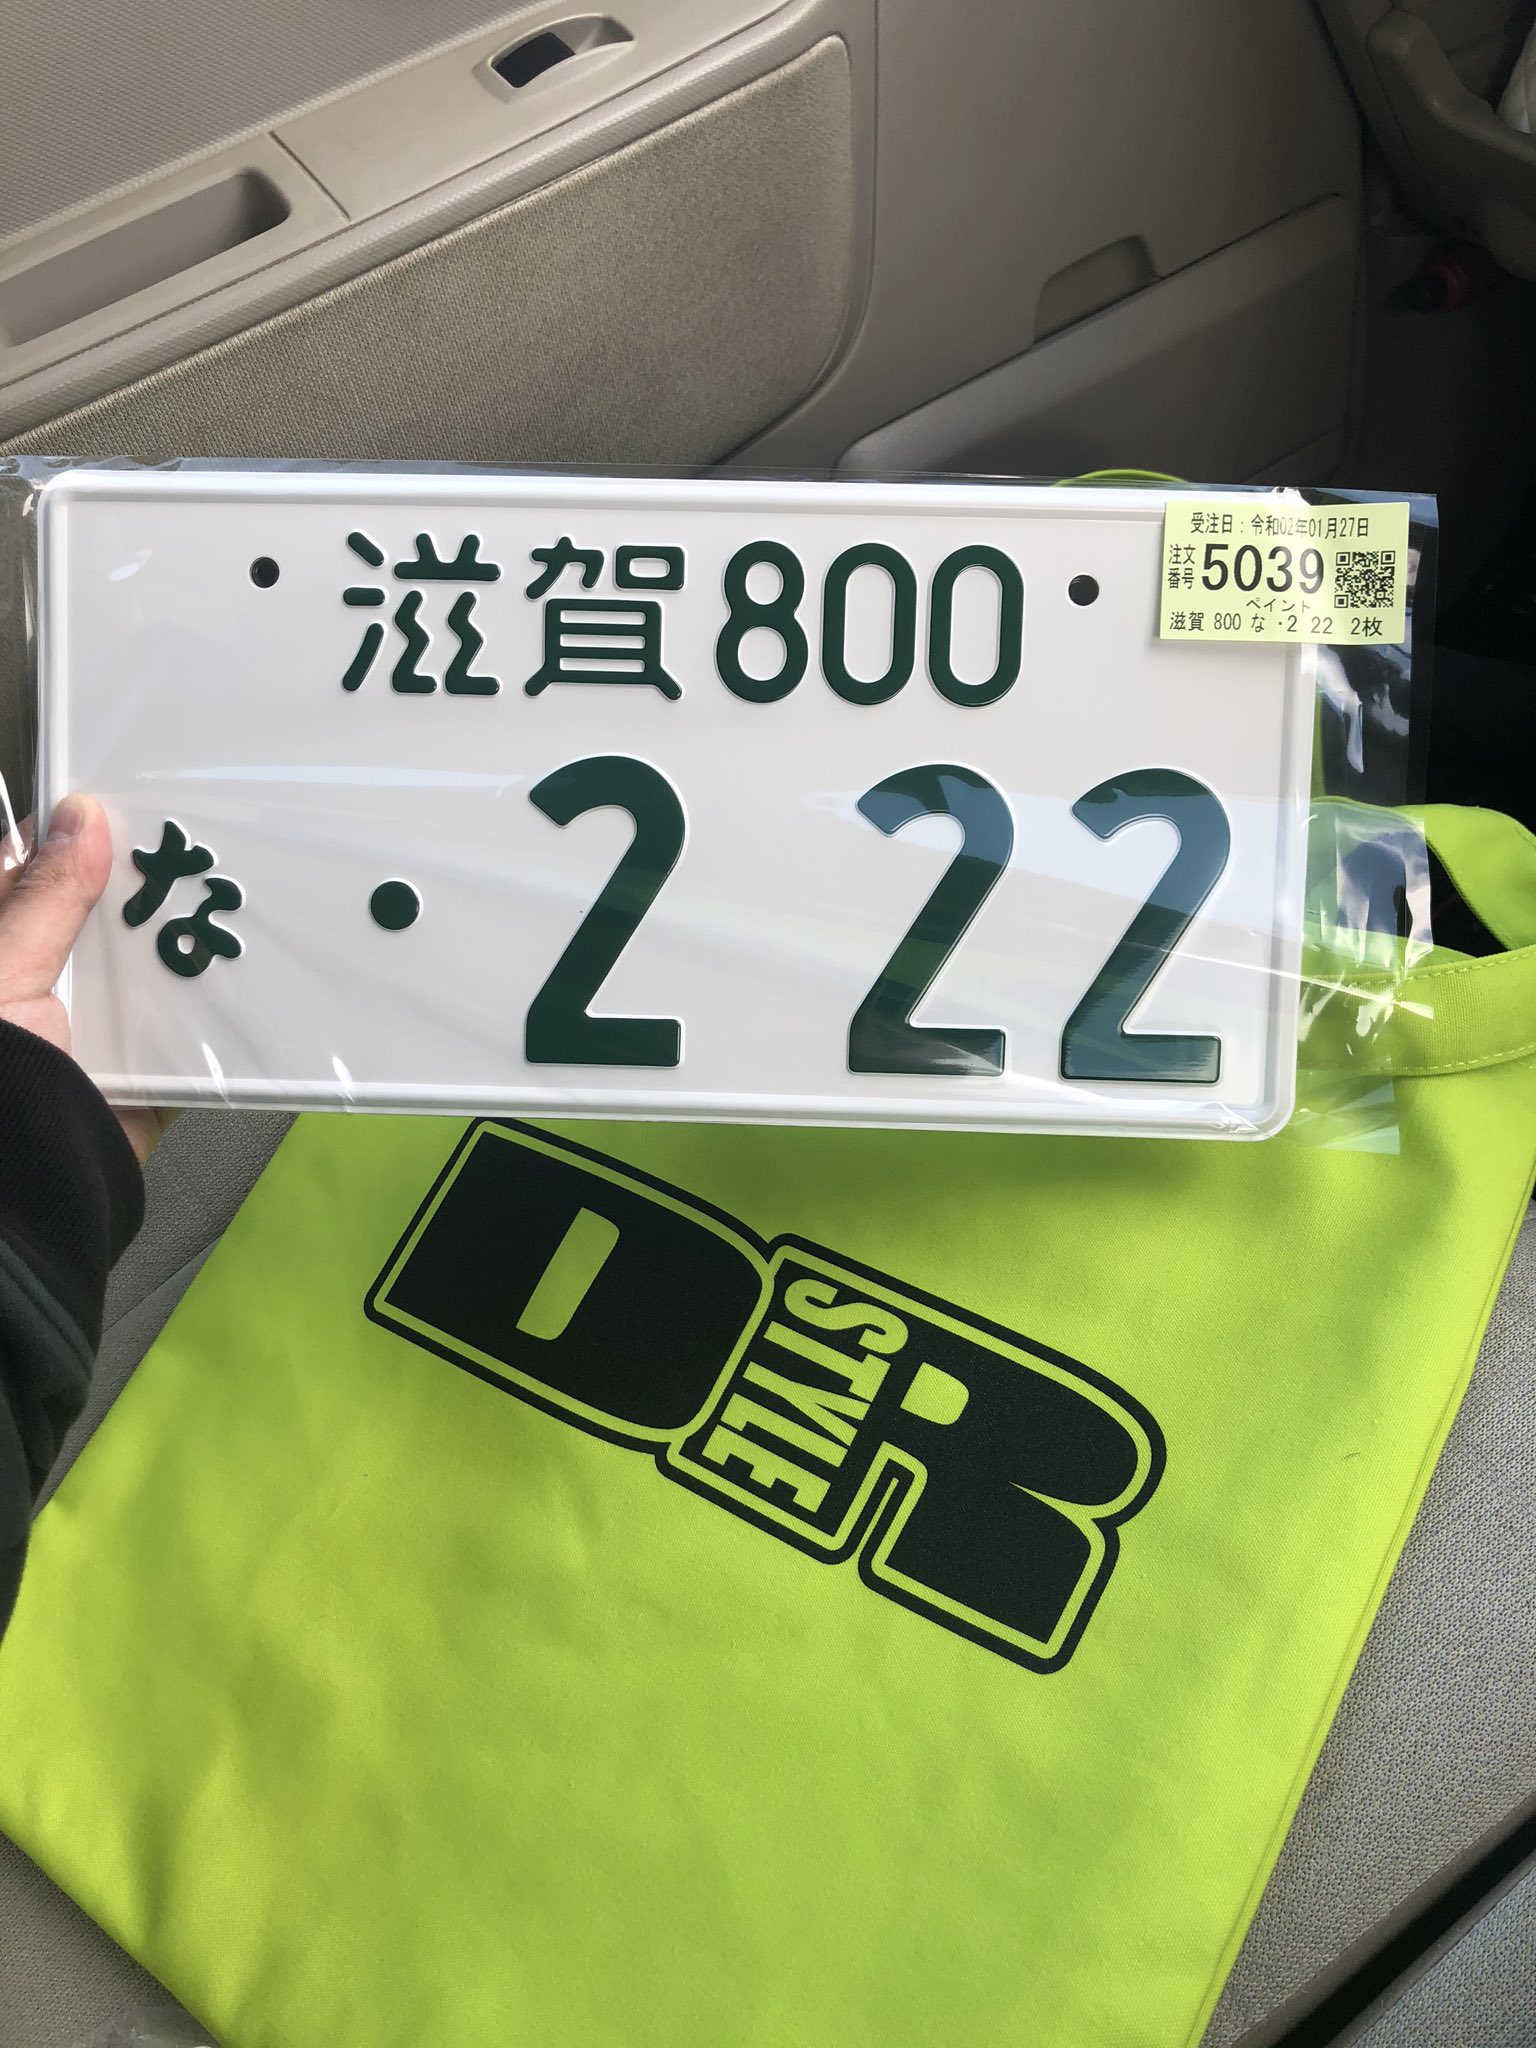 滋賀800
な ・2 22
受注日：令和02年01月27日
注文番号 5039
ペイント
滋賀 800 な ・2 22 2枚
DR
STYLE